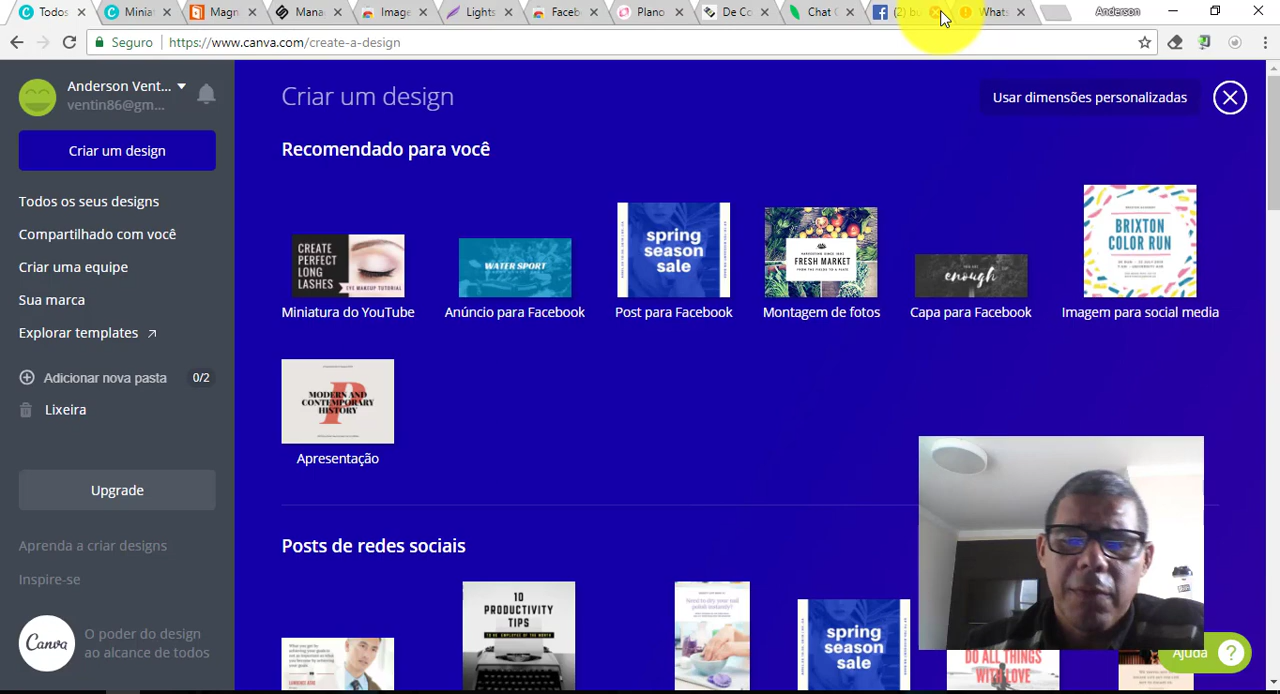 Todos
Miniat
Magn
Mana
Image
Lights
Faceb
Plano
De Co
Chat
(2) bu
Whats
Anderson
Seguro
https://www.canva.com/create-a-design
Anderson Vent...
ventin86@gm...
Criar um design
Todos os seus designs
Compartilhado com você
Criar uma equipe
Sua marca
Explorar templates
Adicionar nova pasta 0/2
Lixeira
Upgrade
Aprenda a criar designs
Inspire-se
Canva
O poder do design
ao alcance de todos
Criar um design
Usar dimensões personalizadas
Recomendado para você
CREATE
PERFECT
LONG
LASHES
EYE MAKEUP TUTORIAL
Miniatura do YouTube
WATER SPORT
Anúncio para Facebook
spring
season
sale
Post para Facebook
FRESH MARKET
Montagem de fotos
enough
Capa para Facebook
BRIXTON
COLOR RUN
Imagem para social media
MODERN AND
CONTEMPORARY
HISTORY
Apresentação
Posts de redes sociais
10
PRODUCTIVITY
TIPS
spring
season
sale
DO ALL THINGS
WITH LOVE
Ajuda ?